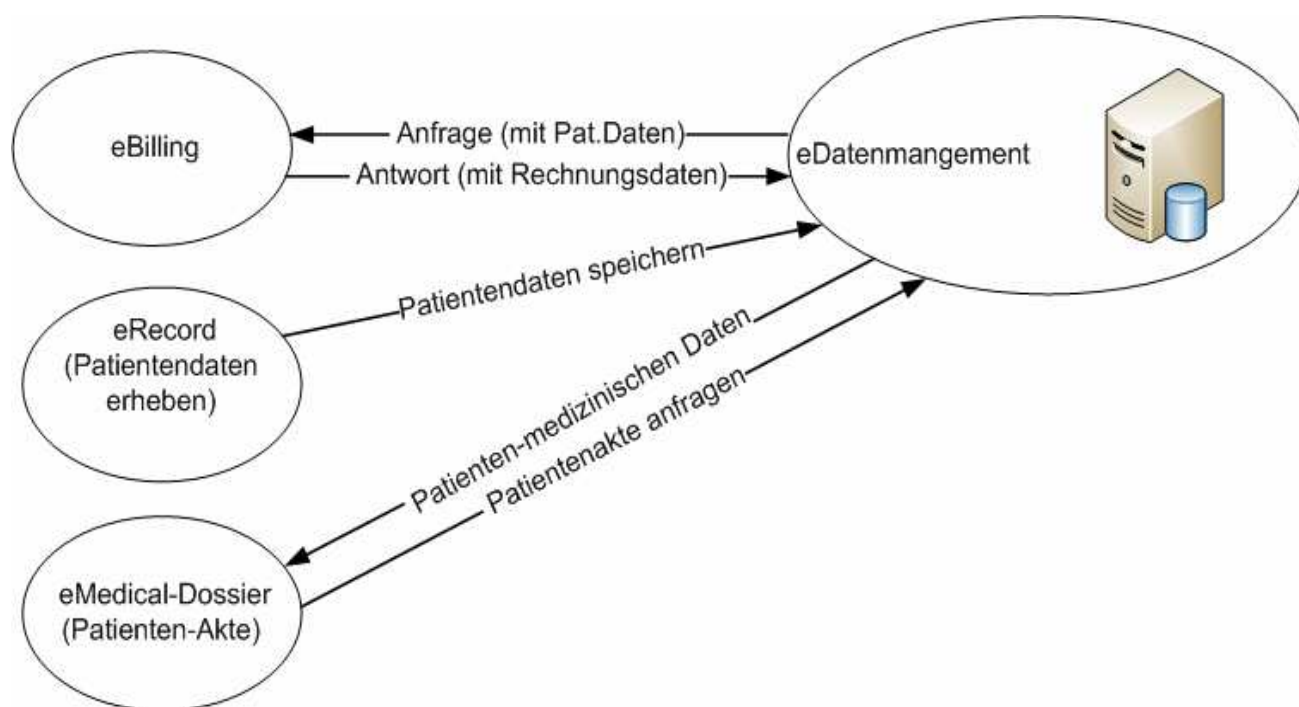 eBilling
Anfrage (mit Pat.Daten)
Antwort (mit Rechnungsdaten)
eDatenmangement
Patientendaten speichern
eRecord
(Patientendaten
erheben)
Patienten-medizinischen Daten
Patientenakte anfragen
eMedical-Dossier
(Patienten-Akte)